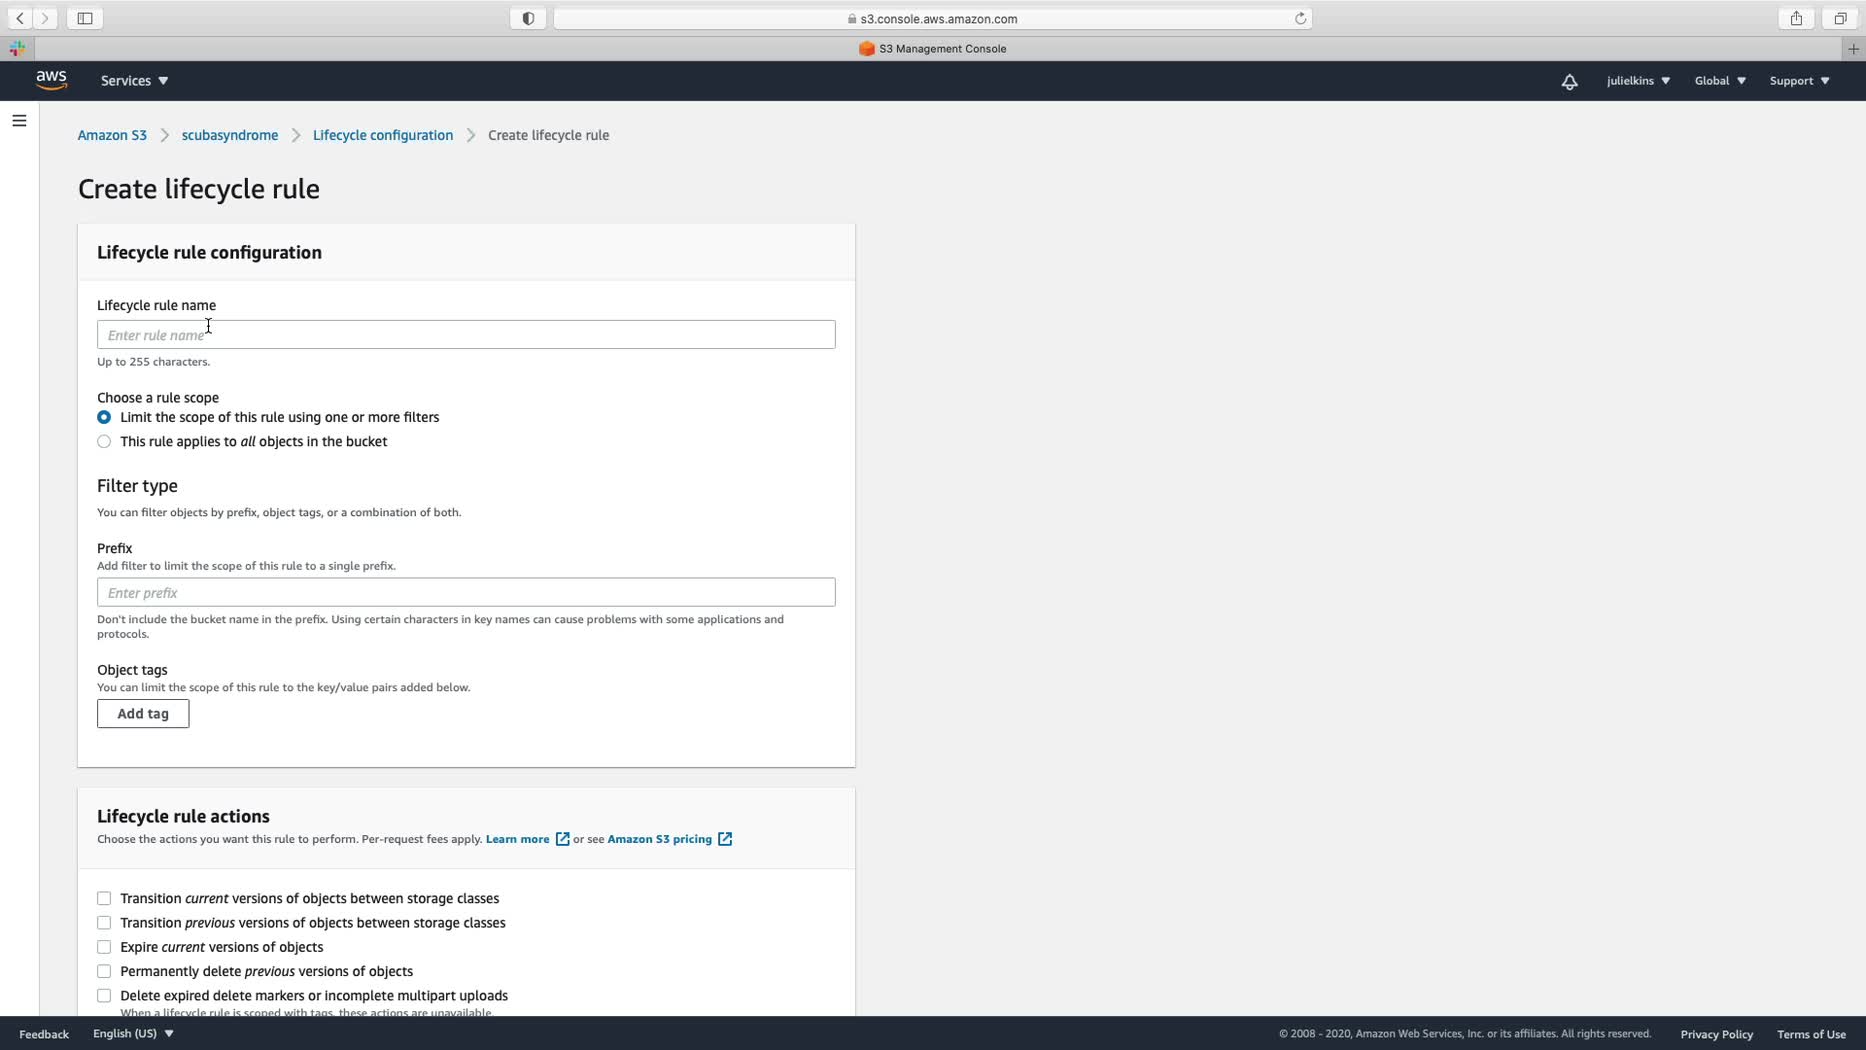 s3.console.aws.amazon.com
S3 Management Console
aws
Services
julielkins
Global
Support
Amazon S3
scubasyndrome
Lifecycle configuration
Create lifecycle rule
Create lifecycle rule
Lifecycle rule configuration
Lifecycle rule name
Enter rule name
Up to 255 characters.
Choose a rule scope
Limit the scope of this rule using one or more filters
This rule applies to all objects in the bucket
Filter type
You can filter objects by prefix, object tags, or a combination of both.
Prefix
Add filter to limit the scope of this rule to a single prefix.
Enter prefix
Don't include the bucket name in the prefix. Using certain characters in key names can cause problems with some applications and
protocols.
Object tags
You can limit the scope of this rule to the key/value pairs added below.
Add tag
Lifecycle rule actions
Choose the actions you want this rule to perform. Per-request fees apply. Learn more or see Amazon S3 pricing
Transition current versions of objects between storage classes
Transition previous versions of objects between storage classes
Expire current versions of objects
Permanently delete previous versions of objects
Delete expired delete markers or incomplete multipart uploads
When a lifecycle rule is scoped with tags, these actions are unavailable.
Feedback
English (US)
© 2008 - 2020, Amazon Web Services, Inc. or its affiliates. All rights reserved.
Privacy Policy
Terms of Use